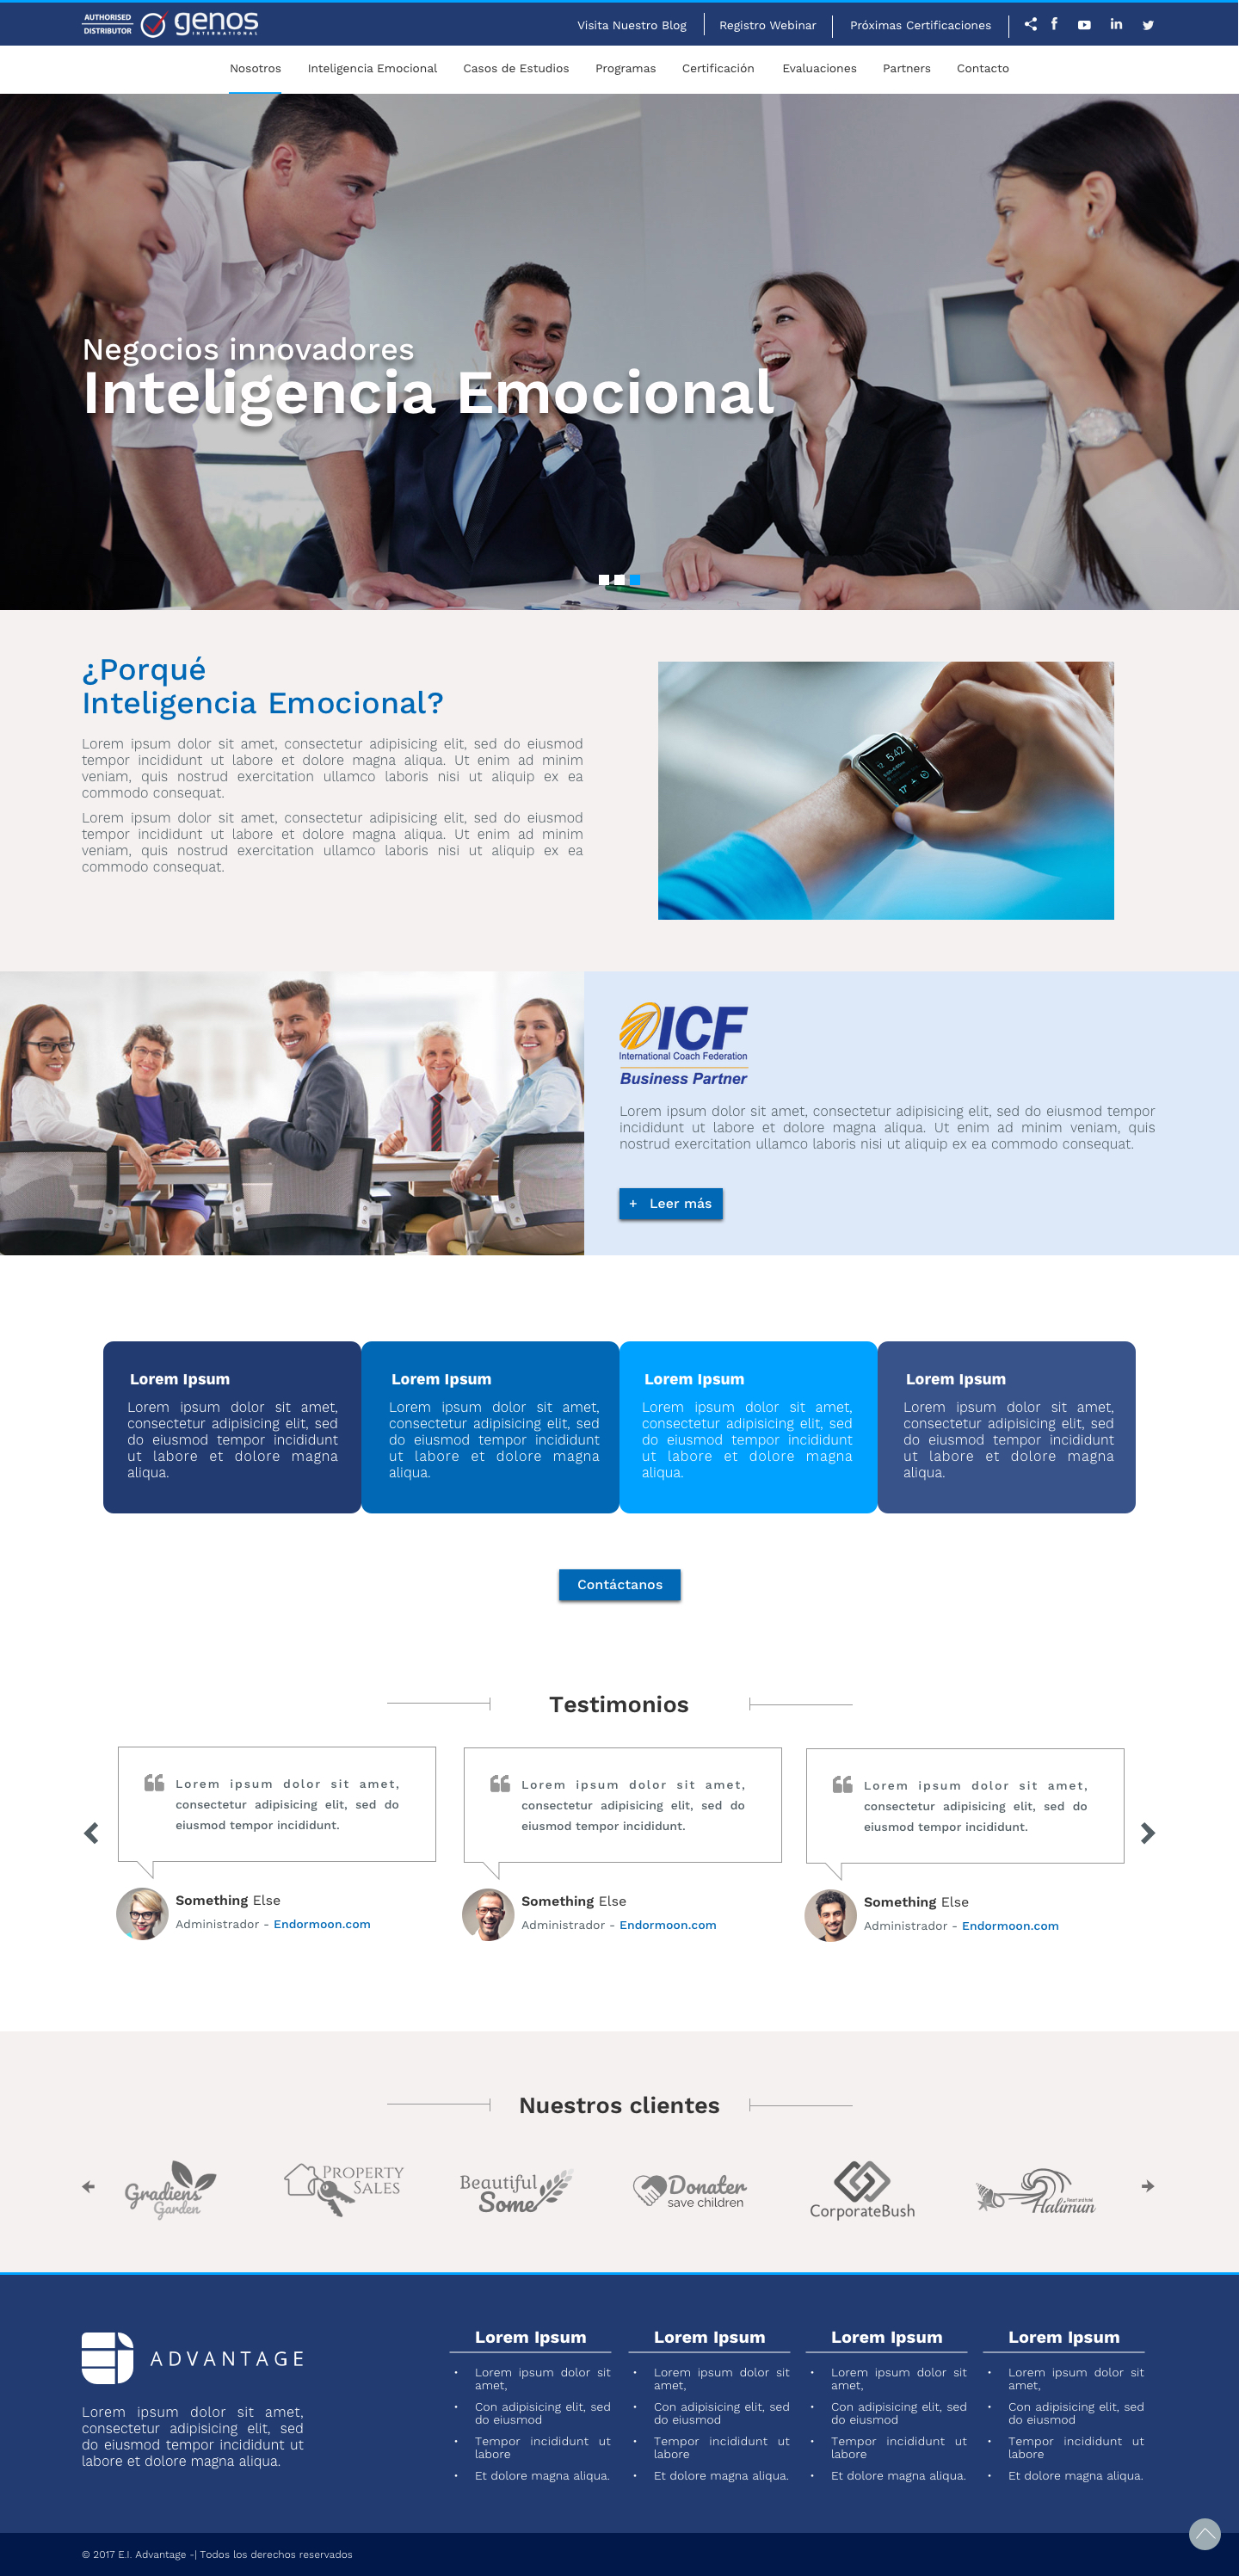 AUTHORISED
DISTRIBUTOR
genos
INTERNATIONAL
Visita Nuestro Blog
Registro Webinar
Próximas Certificaciones
Nosotros
Inteligencia Emocional
Casos de Estudios
Programas
Certificación
Evaluaciones
Partners
Contacto
Negocios innovadores
Inteligencia Emocional
¿Porqué
Inteligencia Emocional?
Lorem ipsum dolor sit amet, consectetur adipisicing elit, sed do eiusmod
tempor incididunt ut labore et dolore magna aliqua. Ut enim ad minim
veniam, quis nostrud exercitation ullamco laboris nisi ut aliquip ex ea
commodo consequat.
Lorem ipsum dolor sit amet, consectetur adipisicing elit, sed do eiusmod
tempor incididunt ut labore et dolore magna aliqua. Ut enim ad minim
veniam, quis nostrud exercitation ullamco laboris nisi ut aliquip ex ea
commodo consequat.
5:42
ICF
International Coach Federation
Business Partner
Lorem ipsum dolor sit amet, consectetur adipisicing elit, sed do eiusmod tempor
incididunt ut labore et dolore magna aliqua. Ut enim ad minim veniam, quis
nostrud exercitation ullamco laboris nisi ut aliquip ex ea commodo consequat.
+ Leer más
Lorem Ipsum
Lorem ipsum dolor sit amet,
consectetur adipisicing elit, sed
do eiusmod tempor incididunt
ut labore et dolore magna
aliqua.
Lorem Ipsum
Lorem ipsum dolor sit amet,
consectetur adipisicing elit, sed
do eiusmod tempor incididunt
ut labore et dolore magna
aliqua.
Lorem Ipsum
Lorem ipsum dolor sit amet,
consectetur adipisicing elit, sed
do eiusmod tempor incididunt
ut labore et dolore magna
aliqua.
Lorem Ipsum
Lorem ipsum dolor sit amet,
consectetur adipisicing elit, sed
do eiusmod tempor incididunt
ut labore et dolore magna
aliqua.
Contáctanos
Testimonios
Lorem ipsum dolor sit amet,
consectetur adipisicing elit, sed do
eiusmod tempor incididunt.
Something Else
Administrador - Endormoon.com
Lorem ipsum dolor sit amet,
consectetur adipisicing elit, sed do
eiusmod tempor incididunt.
Something Else
Administrador - Endormoon.com
Lorem ipsum dolor sit amet,
consectetur adipisicing elit, sed do
eiusmod tempor incididunt.
Something Else
Administrador - Endormoon.com
Nuestros clientes
Gradiens
Garden
PROPERTY
SALES
Beautiful
Some
Donater
save children
CorporateBush
Halimun
ADVANTAGE
Lorem ipsum dolor sit amet,
consectetur adipisicing elit, sed
do eiusmod tempor incididunt ut
labore et dolore magna aliqua.
Lorem Ipsum
• Lorem ipsum dolor sit
amet,
• Con adipisicing elit, sed
do eiusmod
• Tempor incididunt ut
labore
• Et dolore magna aliqua.
Lorem Ipsum
• Lorem ipsum dolor sit
amet,
• Con adipisicing elit, sed
do eiusmod
• Tempor incididunt ut
labore
• Et dolore magna aliqua.
Lorem Ipsum
• Lorem ipsum dolor sit
amet,
• Con adipisicing elit, sed
do eiusmod
• Tempor incididunt ut
labore
• Et dolore magna aliqua.
Lorem Ipsum
• Lorem ipsum dolor sit
amet,
• Con adipisicing elit, sed
do eiusmod
• Tempor incididunt ut
labore
• Et dolore magna aliqua.
© 2017 E.I. Advantage -| Todos los derechos reservados